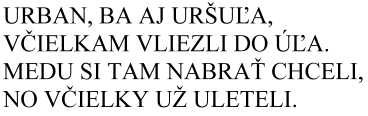 URBAN, BA AJ URŠUĽA,
VČIELKAM VLIEZLI DO ÚĽA.
MEDU SI TAM NABRAŤ CHCELI,
NO VČIELKY UŽ ULETELI.